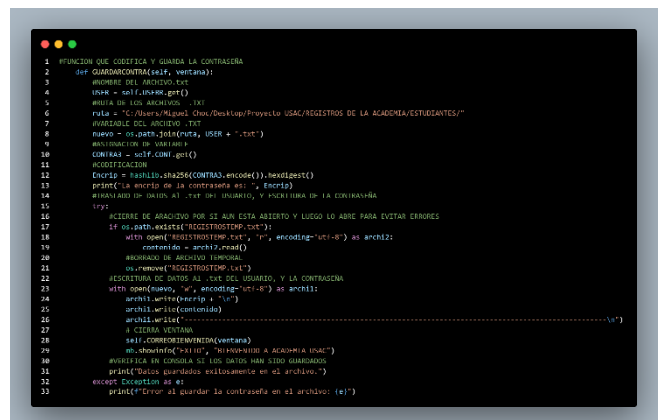 1 #FUNCION QUE CODIFICA Y GUARDA LA CONTRASEÑA
2 def GUARDARCONTRA(self, ventana):
3 #NOMBRE DEL ARCHIVO.txt
4 USER = self.USERR.get()
5 #RUTA DE LOS ARCHIVOS .TXT
6 ruta = "C:/Users/Miguel Choc/Desktop/Proyecto USAC/REGISTROS DE LA ACADEMIA/ESTUDIANTES/"
7 #VARIABLE DEL ARCHIVO .TXT
8 nuevo = os.path.join(ruta, USER + ".txt")
9 #ASIGNACION DE VARIABLE
10 CONTRA3 = self.CONT.get()
11 #CODIFICACION
12 Encrip = hashlib.sha256(CONTRA3.encode()).hexdigest()
13 print("La encrip de la contraseña es: ", Encrip)
14 #TRASLADO DE DATOS Al .txt DEL USUARIO, Y ESCRITURA DE LA CONTRASEÑA
15 try:
16 #CIERRE DE ARACHIVO POR SI AUN ESTA ABIERTO Y LUEGO LO ABRE PARA EVITAR ERRORES
17 if os.path.exists("REGISTROSTEMP.txt"):
18 with open("REGISTROSTEMP.txt", "r", encoding="utf-8") as archi2:
19 contenido = archi2.read()
20 #BORRADO DE ARCHIVO TEMPORAL
21 os.remove("REGISTROSTEMP.txt")
22 #ESCRITURA DE DATOS Al .txt DEL USUARIO, Y LA CONTRASEÑA
23 with open(nuevo, "w", encoding="utf-8") as archi1:
24 archi1.write(Encrip + "\n")
25 archi1.write(contenido)
26 archi1.write("----------------------------------------------------------------------------------------------------\n")
27 # CIERRA VENTANA
28 self.CORREOBIENVENIDA(ventana)
29 mb.showinfo("EXITO", "BIENVENIDO A ACADEMIA USAC")
30 #VERIFICA EN CONSOLA SI LOS DATOS HAN SIDO GUARDADOS
31 print("Datos guardados exitosamente en el archivo.")
32 except Exception as e:
33 print(f"Error al guardar la contraseña en el archivo: {e}")